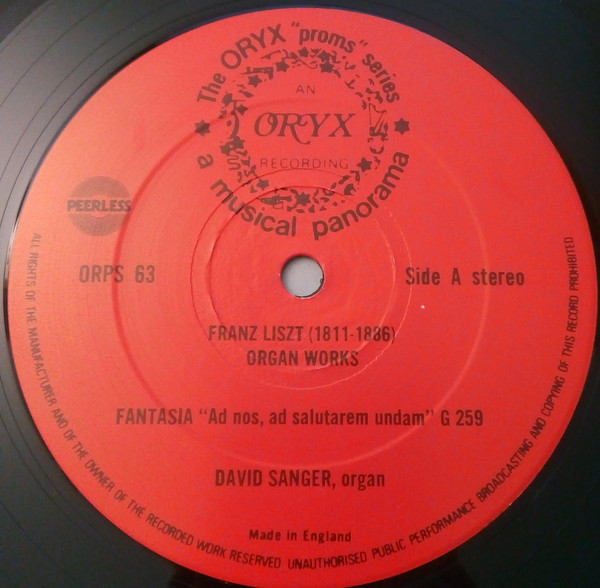 The ORYX "proms" series
AN
ORYX
RECORDING
a musical panorama
PEERLESS
ORPS 63
Side A stereo
FRANZ LISZT (1811-1886)
ORGAN WORKS
FANTASIA "Ad nos, ad salutarem undam" G 259
DAVID SANGER, organ
Made in England
ALL RIGHTS OF THE MANUFACTURER AND OF THE OWNER OF THE RECORDED WORK RESERVED UNAUTHORISED PUBLIC PERFORMANCE BROADCASTING AND COPYING OF THIS RECORD PROHIBITED